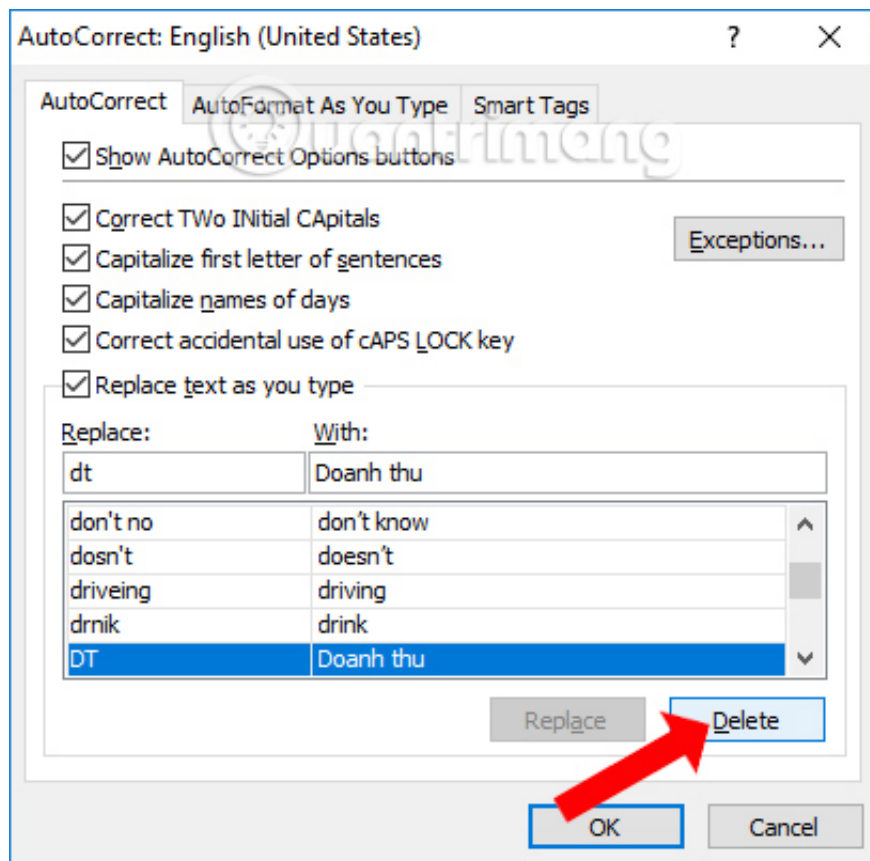 AutoCorrect: English (United States) ?
AutoCorrect AutoFormat As You Type Smart Tags
Quantrimang
Show AutoCorrect Options buttons
Correct TWo INitial CApitals
Exceptions...
Capitalize first letter of sentences
Capitalize names of days
Correct accidental use of cAPS LOCK key
Replace text as you type
Replace: With:
dt Doanh thu
don't no don't know
dosn't doesn't
driveing driving
drnik drink
DT Doanh thu
Replace Delete
OK Cancel